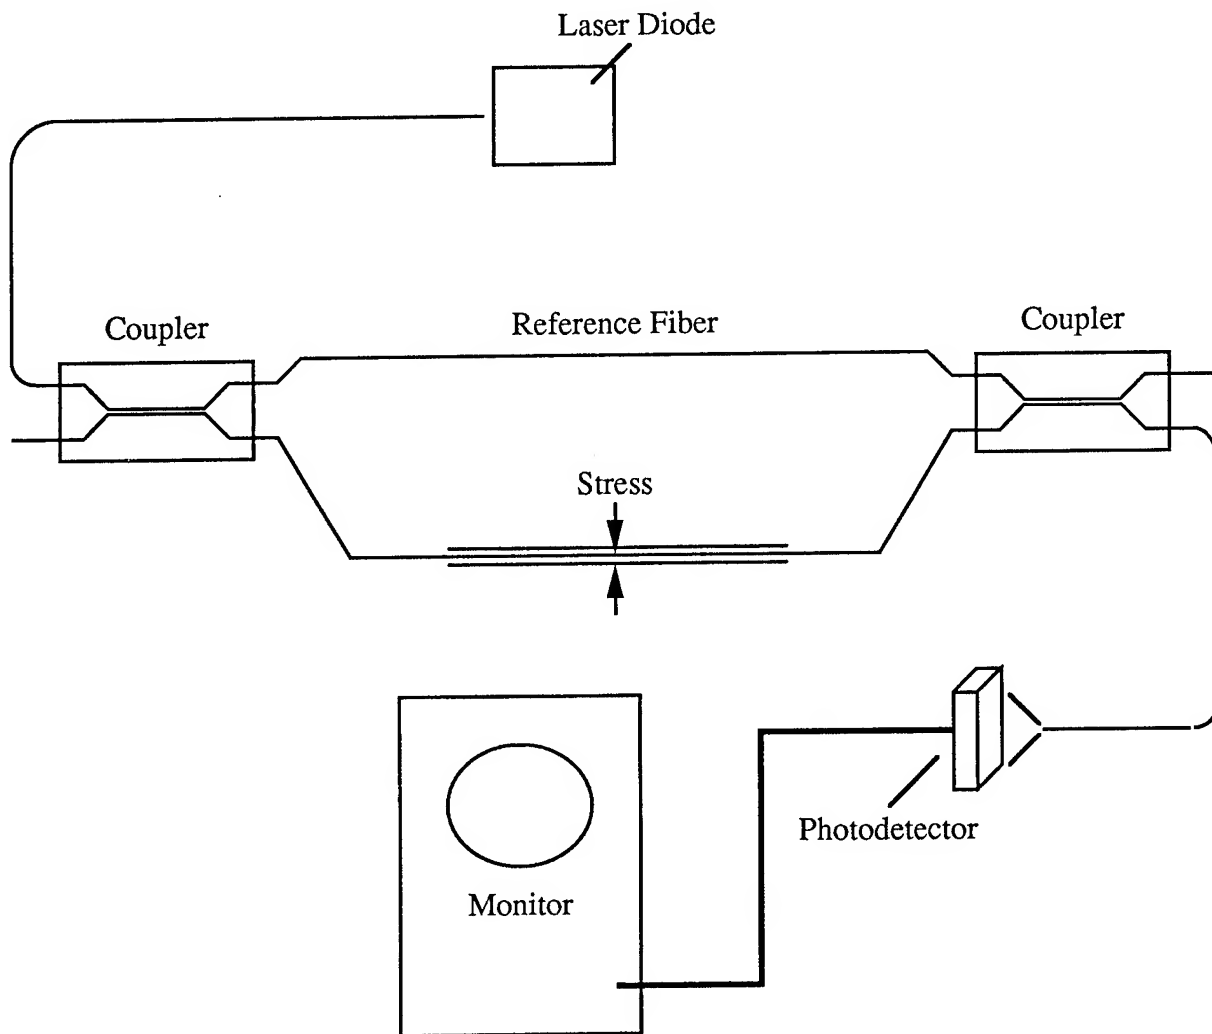 Laser Diode
Coupler
Reference Fiber
Coupler
Stress
Photodetector
Monitor